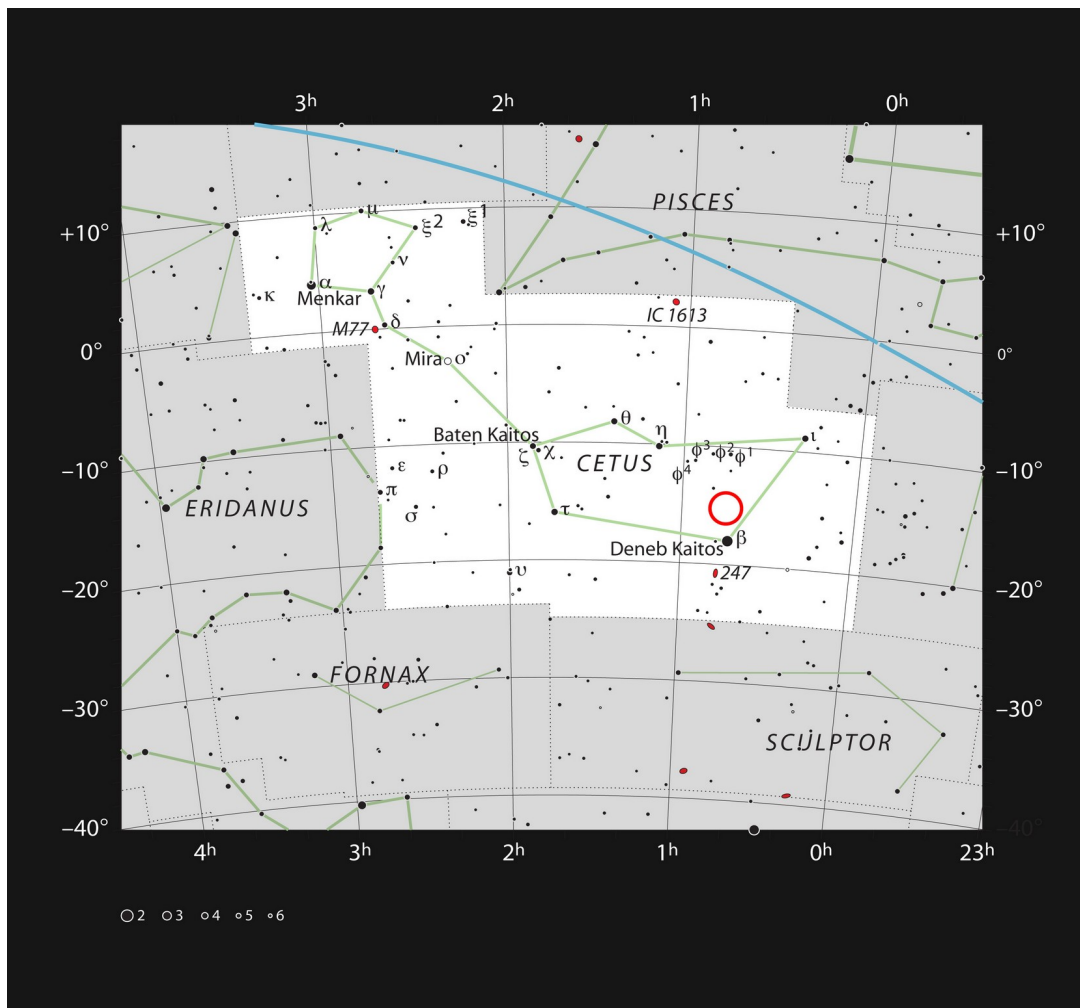 3h 2h 1h 0h
PISCES
+10° λ μ ξ2 ξ1 +10°
ν
κ α γ
Menkar
IC 1613
M77 δ
0° 0°
Mira ο
θ
Baten Kaitos η ι
ζ χ φ3 φ2 φ1
CETUS
−10° ε ρ φ4 −10°
π
ERIDANUS σ τ
β
Deneb Kaitos
υ 247
−20° −20°
FORNAX
−30° −30°
SCULPTOR
−40° −40°
4h 3h 2h 1h 0h 23h
2 3 4 5 6